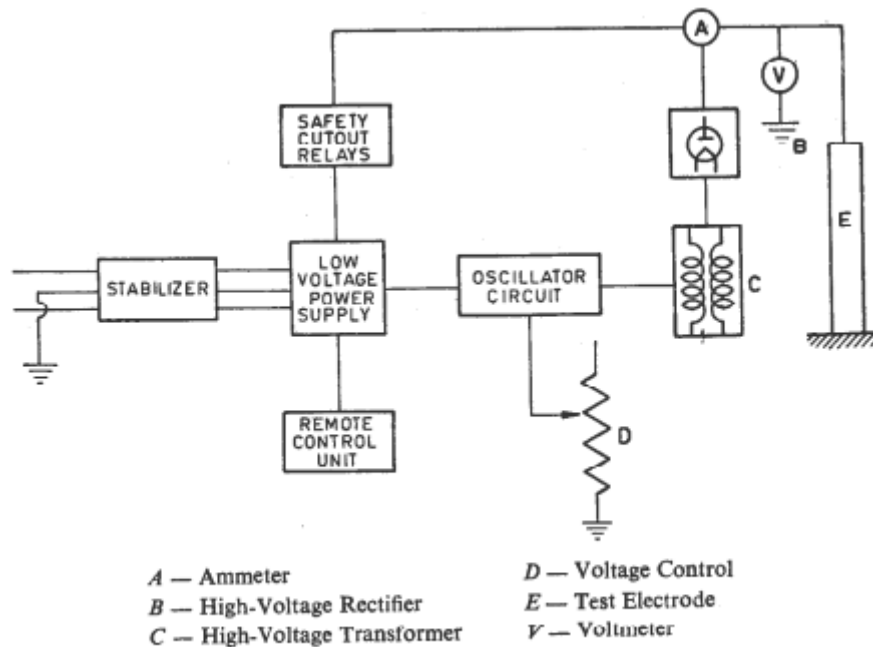 A
V
SAFETY
CUTOUT
RELAYS
B
E
LOW
VOLTAGE
POWER
SUPPLY
STABILIZER
OSCILLATOR
CIRCUIT
C
REMOTE
CONTROL
UNIT
D
A — Ammeter
B — High-Voltage Rectifier
C — High-Voltage Transformer
D — Voltage Control
E — Test Electrode
V — Voltmeter